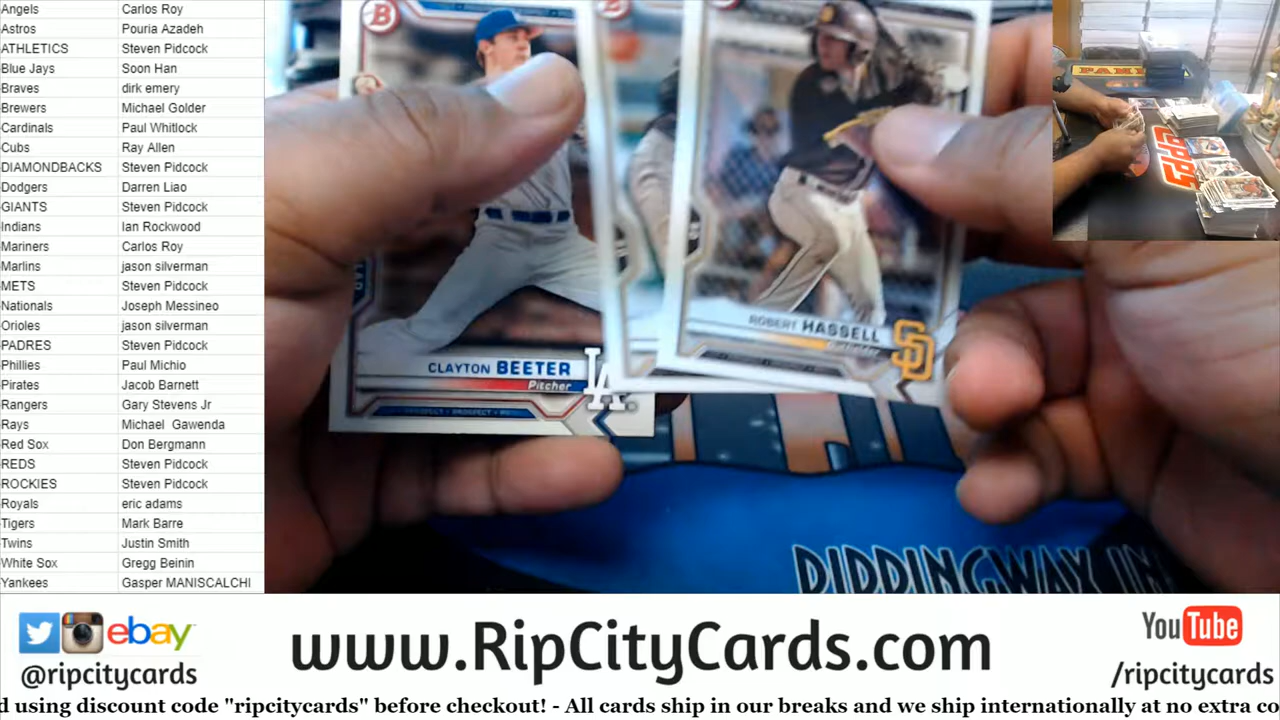 Angels Carlos Roy
Astros Pouria Azadeh
ATHLETICS Steven Pidcock
Blue Jays Soon Han
Braves dirk emery
Brewers Michael Golder
Cardinals Paul Whitlock
Cubs Ray Allen
DIAMONDBACKS Steven Pidcock
Dodgers Darren Liao
GIANTS Steven Pidcock
Indians Ian Rockwood
Mariners Carlos Roy
Marlins jason silverman
METS Steven Pidcock
Nationals Joseph Messineo
Orioles jason silverman
PADRES Steven Pidcock
Phillies Paul Michio
Pirates Jacob Barnett
Rangers Gary Stevens Jr
Rays Michael Gawenda
Red Sox Don Bergmann
REDS Steven Pidcock
ROCKIES Steven Pidcock
Royals eric adams
Tigers Mark Barre
Twins Justin Smith
White Sox Gregg Beinin
Yankees Gasper MANISCALCHI
B
CLAYTON BEETER
Pitcher
LA
ROBERT HASSELL
Outfielder
SD
topps
RIPPINGWAX IN
ebay
@ripcitycards
www.RipCityCards.com
YouTube
/ripcitycards
d using discount code "ripcitycards" before checkout! - All cards ship in our breaks and we ship internationally at no extra co